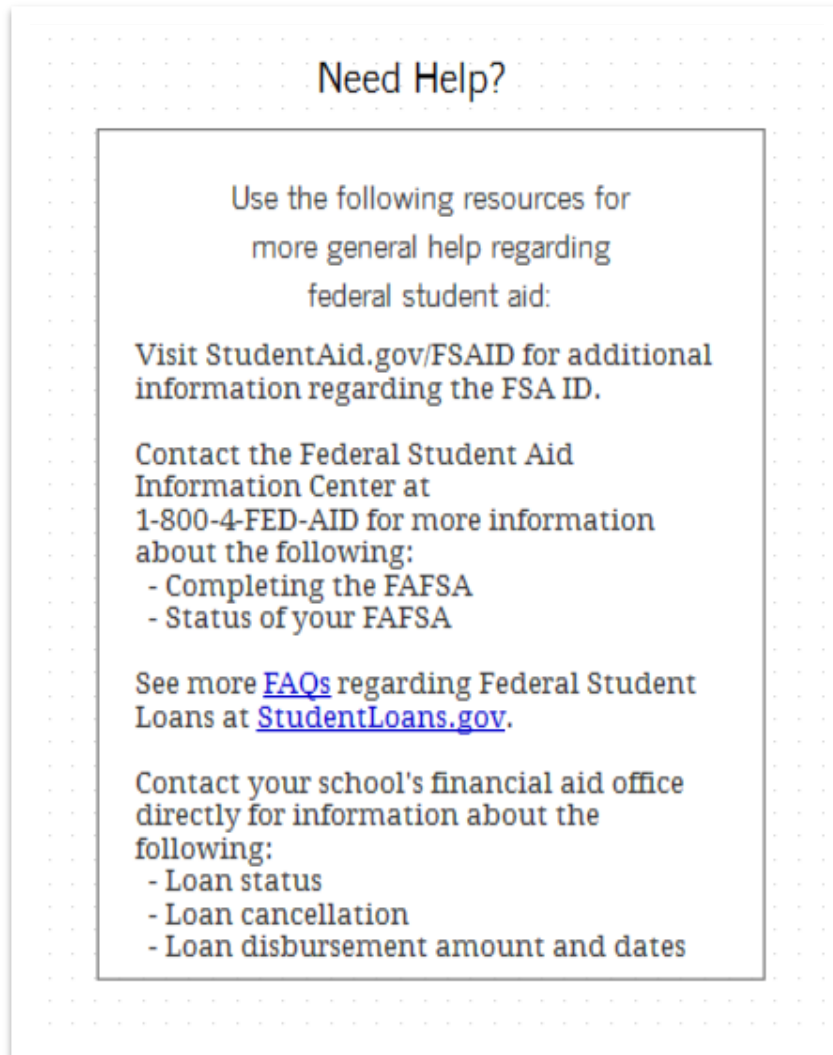 Need Help?
Use the following resources for
more general help regarding
federal student aid:
Visit StudentAid.gov/FSAID for additional
information regarding the FSA ID.
Contact the Federal Student Aid
Information Center at
1-800-4-FED-AID for more information
about the following:
- Completing the FAFSA
- Status of your FAFSA
See more FAQs regarding Federal Student
Loans at StudentLoans.gov.
Contact your school's financial aid office
directly for information about the
following:
- Loan status
- Loan cancellation
- Loan disbursement amount and dates